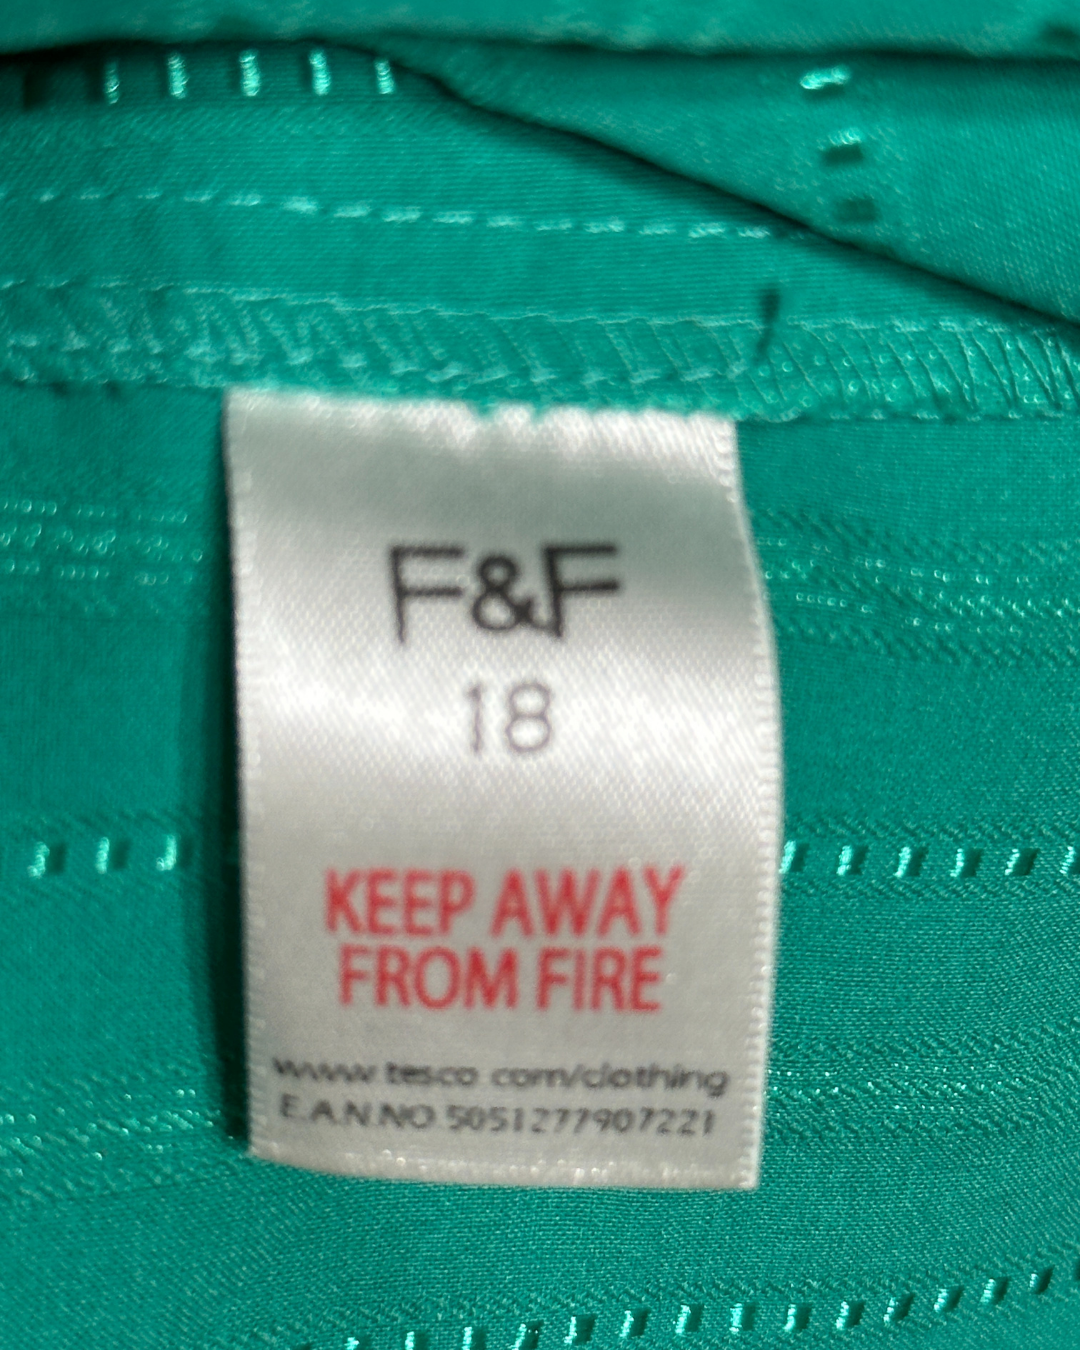 F&F
18
KEEP AWAY
FROM FIRE
www.tesco.com/clothing
E.A.N.NO.5051277907221